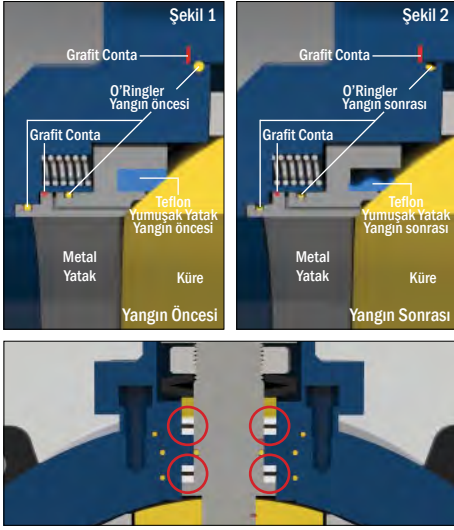 Şekil 1
Grafit Conta
O'Ringler
Yangın öncesi
Grafit Conta
Teflon
Yumuşak Yatak
Yangın öncesi
Metal
Yatak
Küre
Yangın Öncesi
Şekil 2
Grafit Conta
O'Ringler
Yangın sonrası
Grafit Conta
Teflon
Yumuşak Yatak
Yangın sonrası
Metal
Yatak
Küre
Yangın Sonrası